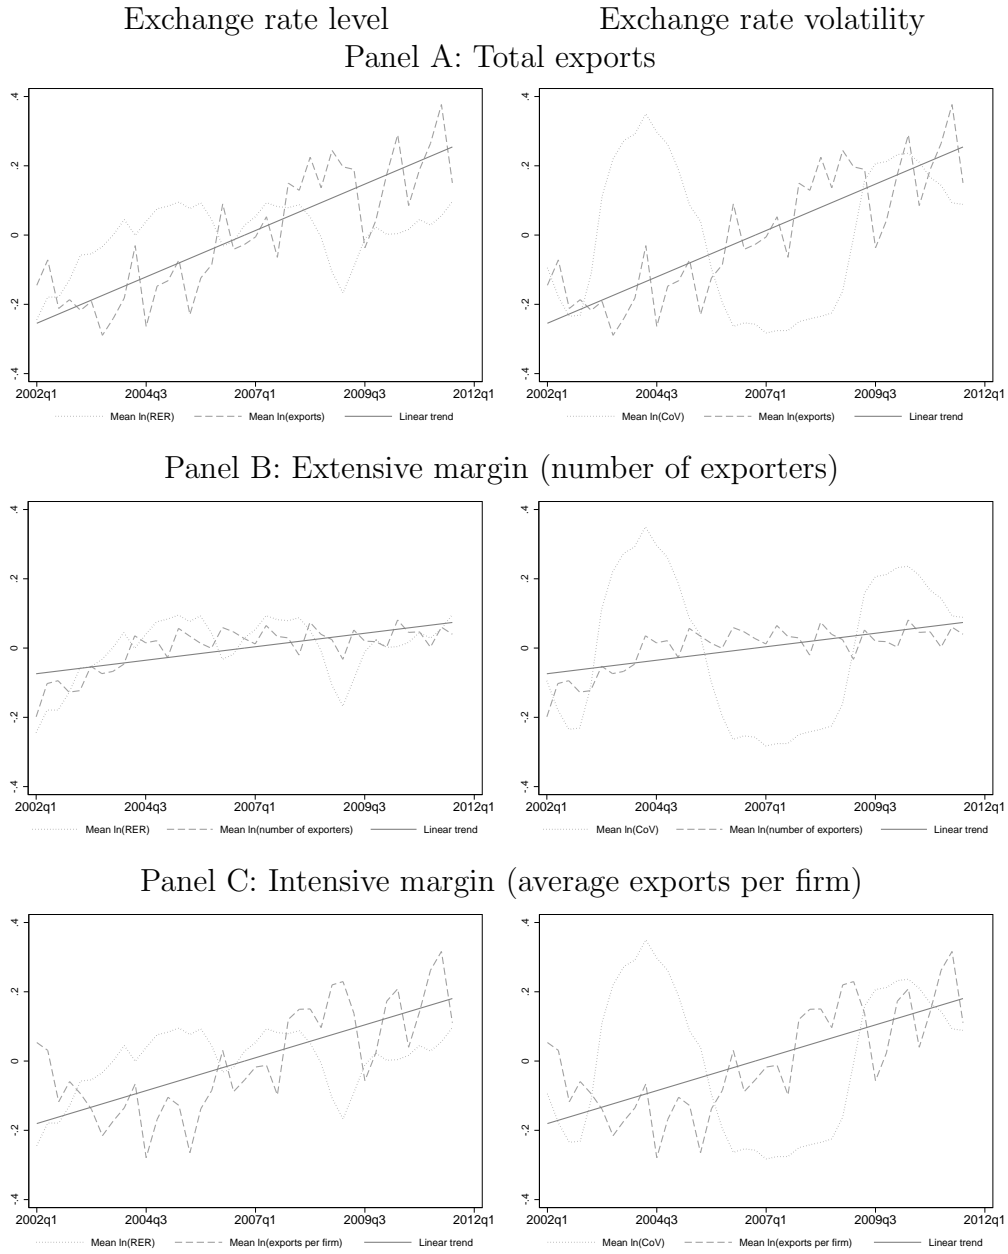 Exchange rate level Exchange rate volatility
Panel A: Total exports
.4 .2 0 -.2 -.4
2002q1 2004q3 2007q1 2009q3 2012q1
Mean ln(RER) Mean ln(exports) Linear trend
.4 .2 0 -.2 -.4
2002q1 2004q3 2007q1 2009q3 2012q1
Mean ln(CoV) Mean ln(exports) Linear trend
Panel B: Extensive margin (number of exporters)
.4 .2 0 -.2 -.4
2002q1 2004q3 2007q1 2009q3 2012q1
Mean ln(RER) Mean ln(number of exporters) Linear trend
.4 .2 0 -.2 -.4
2002q1 2004q3 2007q1 2009q3 2012q1
Mean ln(CoV) Mean ln(number of exporters) Linear trend
Panel C: Intensive margin (average exports per firm)
.4 .2 0 -.2 -.4
2002q1 2004q3 2007q1 2009q3 2012q1
Mean ln(RER) Mean ln(exports per firm) Linear trend
.4 .2 0 -.2 -.4
2002q1 2004q3 2007q1 2009q3 2012q1
Mean ln(CoV) Mean ln(exports per firm) Linear trend